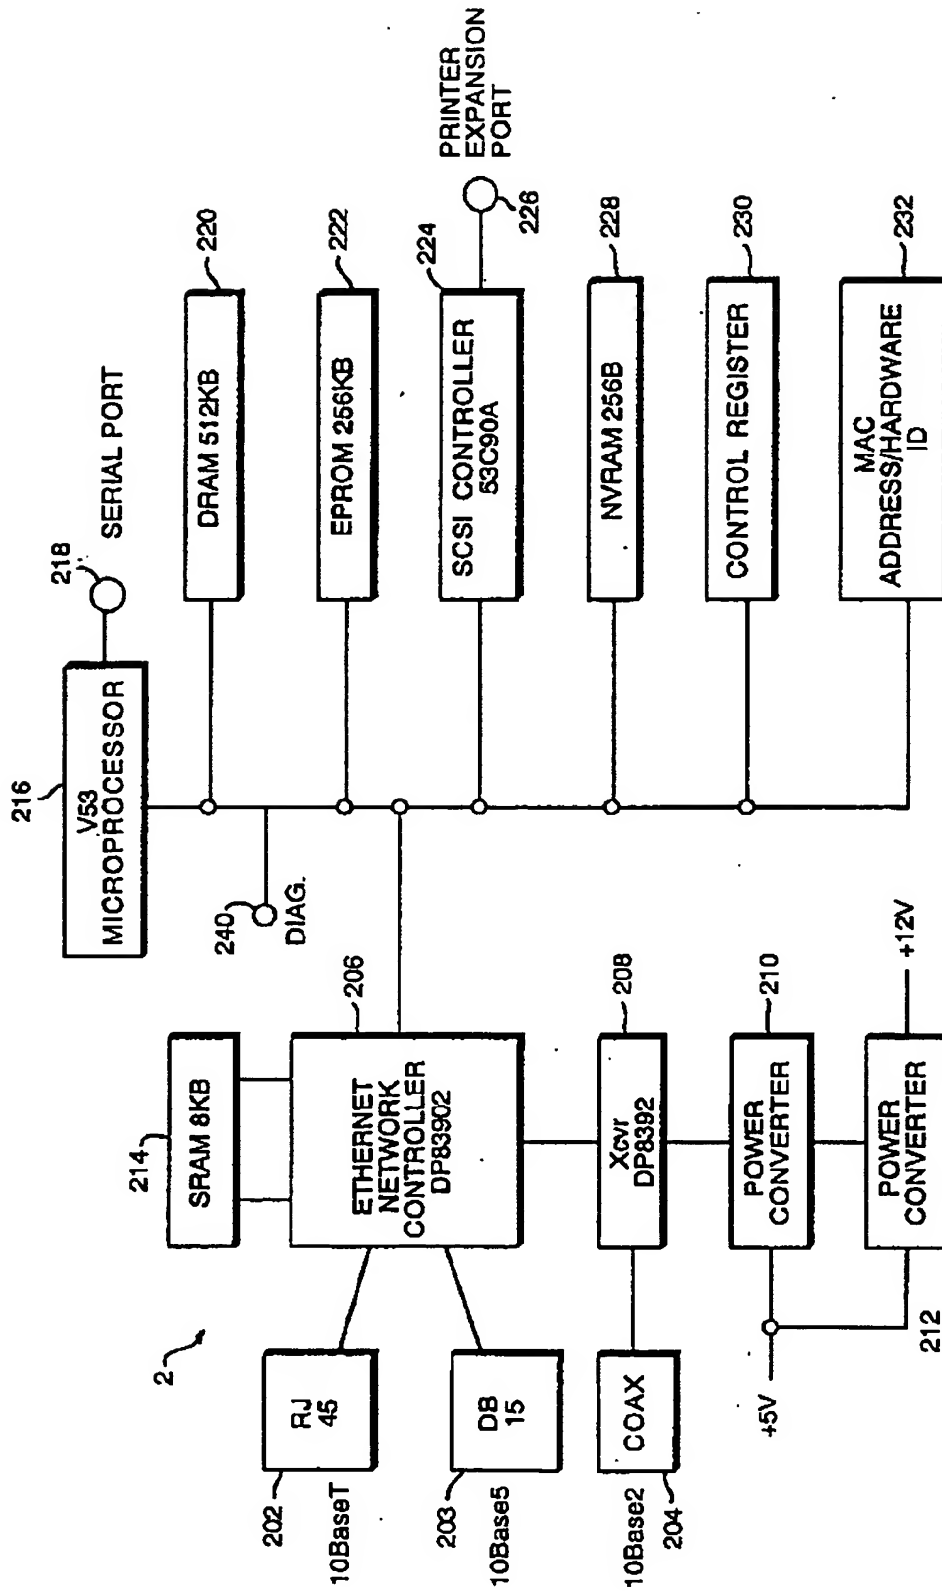 216
V53
MICROPROCESSOR
218
SERIAL PORT
240
DIAG.
DRAM 512KB
220
EPROM 256KB
222
SCSI CONTROLLER
53C90A
224
PRINTER
EXPANSION
PORT
226
NVRAM 256B
228
CONTROL REGISTER
230
MAC
ADDRESS/HARDWARE
ID
232
2
214
SRAM 8KB
ETHERNET
NETWORK
CONTROLLER
DP83902
206
RJ
45
202
10BaseT
DB
15
203
10Base5
COAX
204
10Base2
Xcvr
DP8392
208
POWER
CONVERTER
210
POWER
CONVERTER
212
+5V
+12V